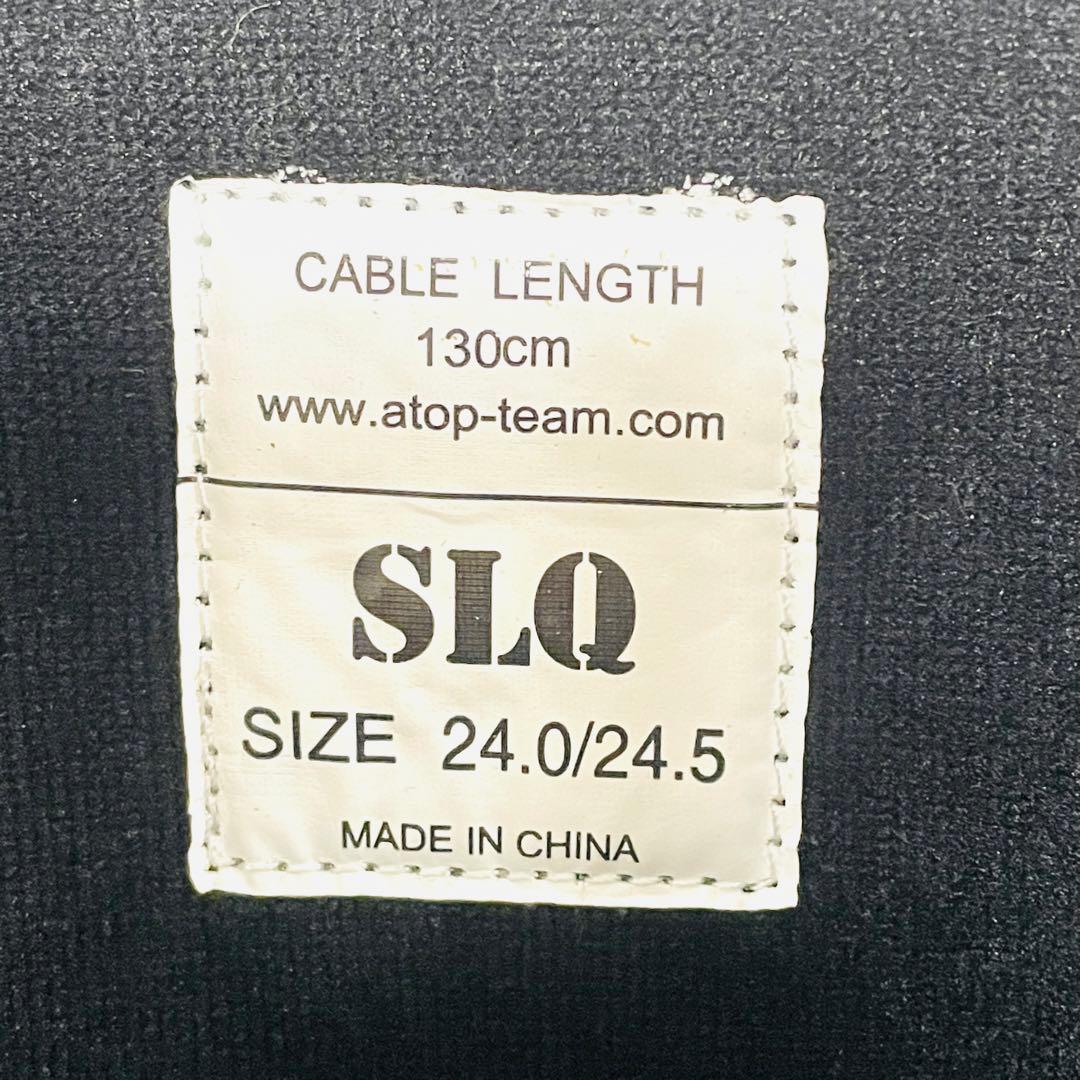 CABLE LENGTH
130cm
www.atop-team.com
SLQ
SIZE 24.0/24.5
MADE IN CHINA